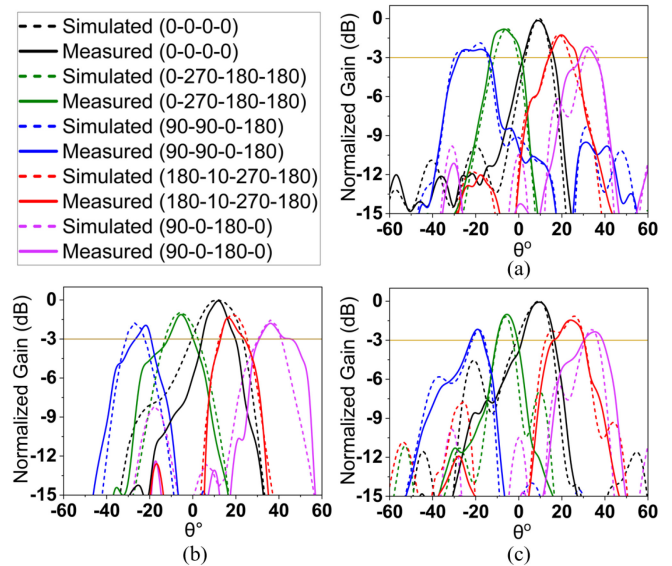 Simulated (0-0-0-0)
Measured (0-0-0-0)
Simulated (0-270-180-180)
Measured (0-270-180-180)
Simulated (90-90-0-180)
Measured (90-90-0-180)
Simulated (180-10-270-180)
Measured (180-10-270-180)
Simulated (90-0-180-0)
Measured (90-0-180-0)
Normalized Gain (dB)
0
-3
-6
-9
-12
-15
-60 -40 -20 0 20 40 60
θº
(a)
Normalized Gain (dB)
0
-3
-6
-9
-12
-15
-60 -40 -20 0 20 40 60
θ°
(b)
Normalized Gain (dB)
0
-3
-6
-9
-12
-15
-60 -40 -20 0 20 40 60
θº
(c)